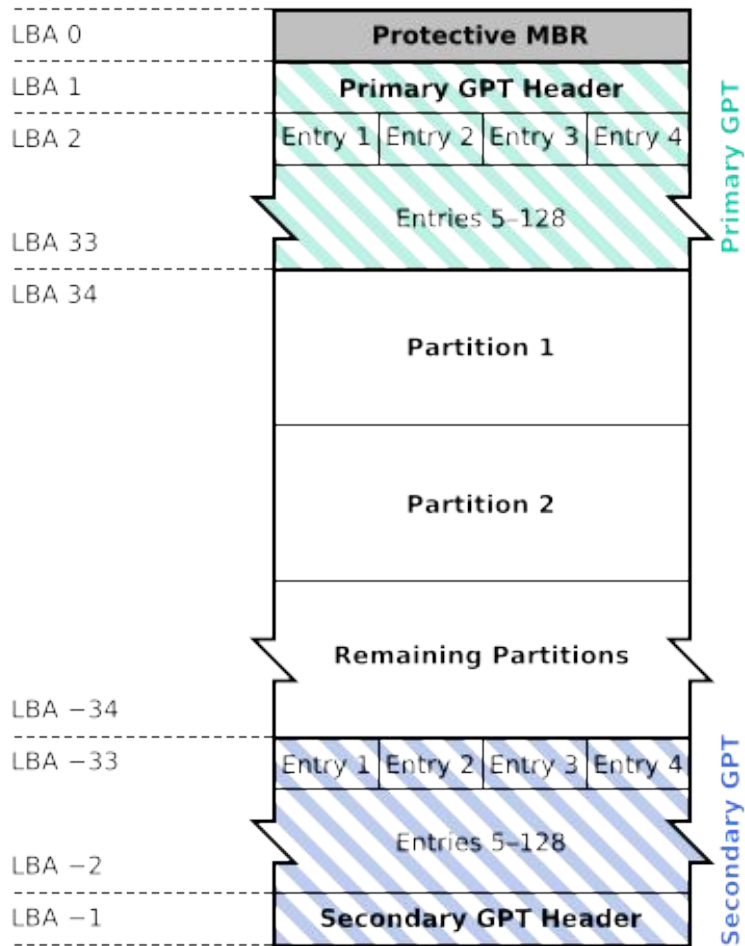 LBA 0
Protective MBR
LBA 1
Primary GPT Header
LBA 2
Entry 1 Entry 2 Entry 3 Entry 4
Entries 5–128
LBA 33
Primary GPT
LBA 34
Partition 1
Partition 2
Remaining Partitions
LBA −34
LBA −33
Entry 1 Entry 2 Entry 3 Entry 4
Entries 5–128
LBA −2
LBA −1
Secondary GPT Header
Secondary GPT